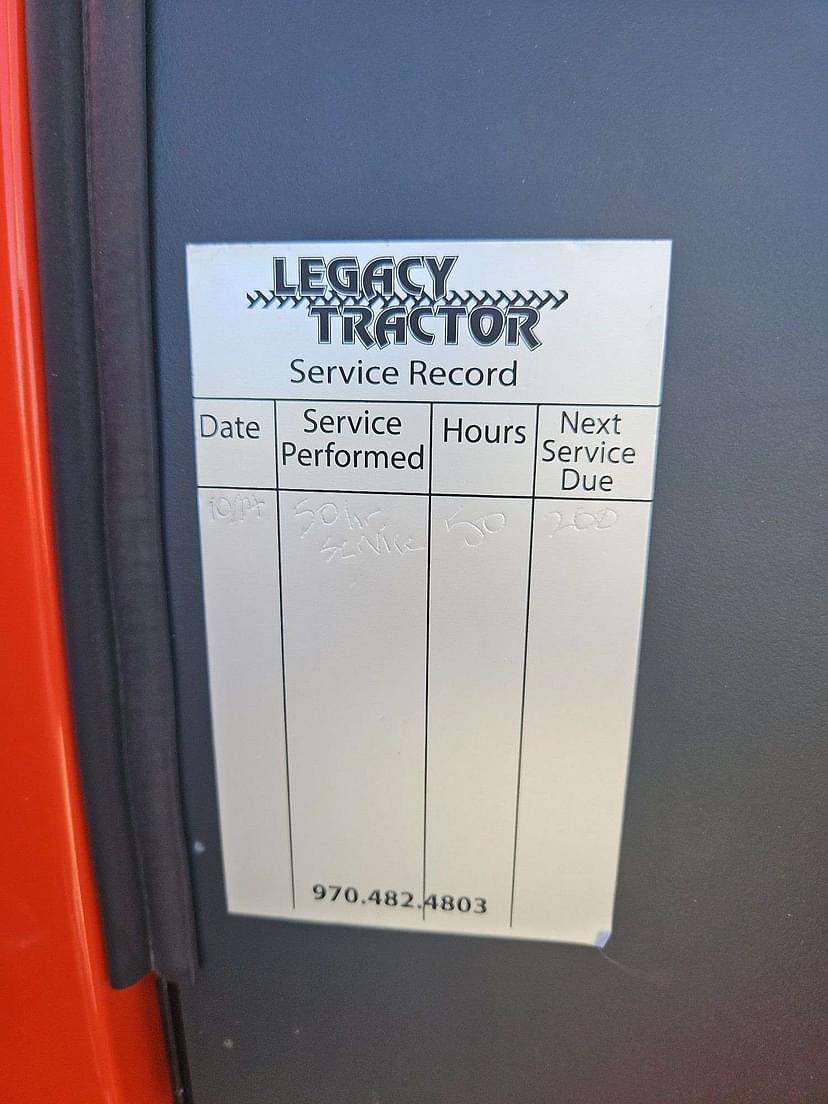 LEGACY
TRACTOR
Service Record
Date
Service
Performed
Hours
Next
Service
Due
50hr
Service
50
200
970.482.4803